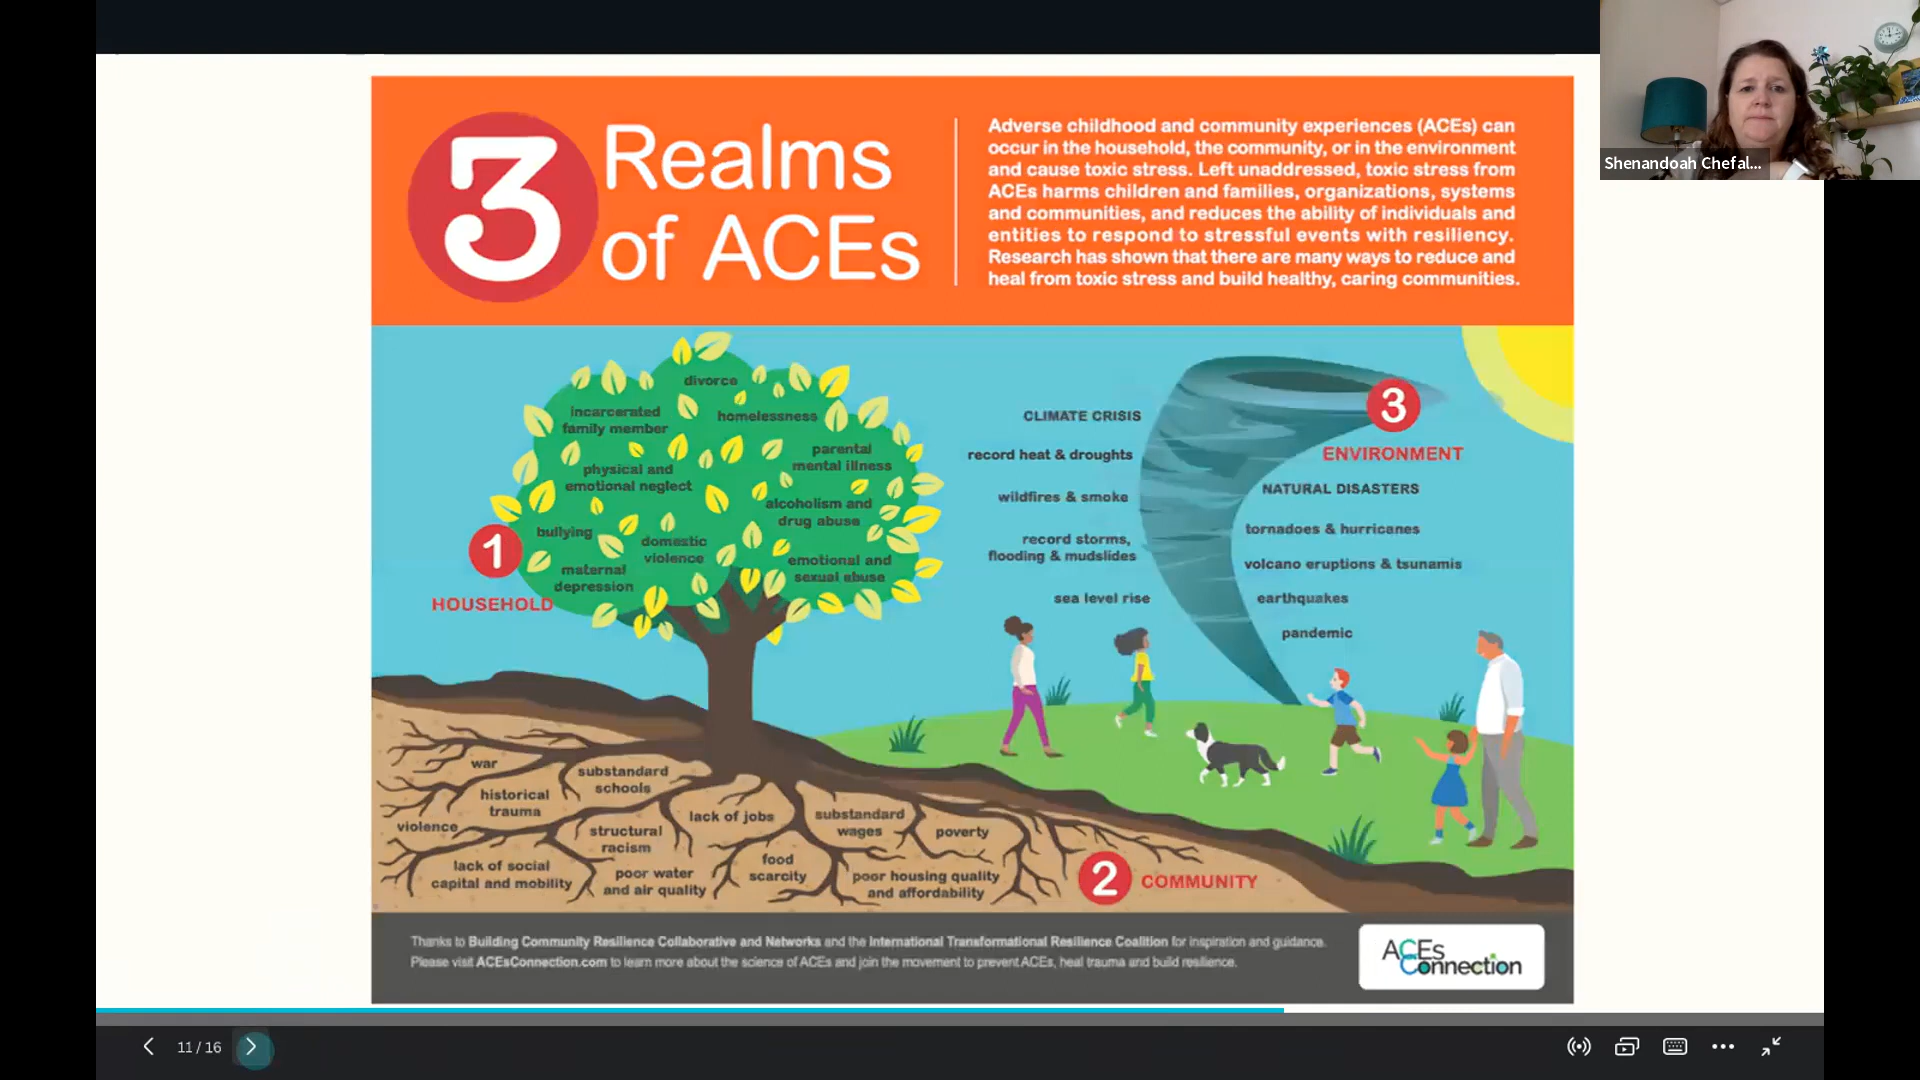 3
Realms
of ACEs
Adverse childhood and community experiences (ACEs) can
occur in the household, the community, or in the environment
and cause toxic stress. Left unaddressed, toxic stress from
ACEs harms children and families, organizations, systems
and communities, and reduces the ability of individuals and
entities to respond to stressful events with resiliency.
Research has shown that there are many ways to reduce and
heal from toxic stress and build healthy, caring communities.
Shenandoah Chefal...
divorce
incarcerated
family member
homelessness
parental
mental illness
physical and
emotional neglect
alcoholism and
drug abuse
bullying
domestic
violence
emotional and
sexual abuse
maternal
depression
1
HOUSEHOLD
CLIMATE CRISIS
record heat & droughts
wildfires & smoke
record storms,
flooding & mudslides
sea level rise
3
ENVIRONMENT
NATURAL DISASTERS
tornadoes & hurricanes
volcano eruptions & tsunamis
earthquakes
pandemic
war
substandard
schools
historical
trauma
violence
structural
racism
lack of jobs
substandard
wages
poverty
lack of social
capital and mobility
poor water
and air quality
food
scarcity
poor housing quality
and affordability
2
COMMUNITY
Thanks to Building Community Resilience Collaborative and Networks and the International Transformational Resilience Coalition for inspiration and guidance.
Please visit ACEsConnection.com to learn more about the science of ACEs and join the movement to prevent ACEs, heal trauma and build resilience.
ACEs
Connection
11 / 16